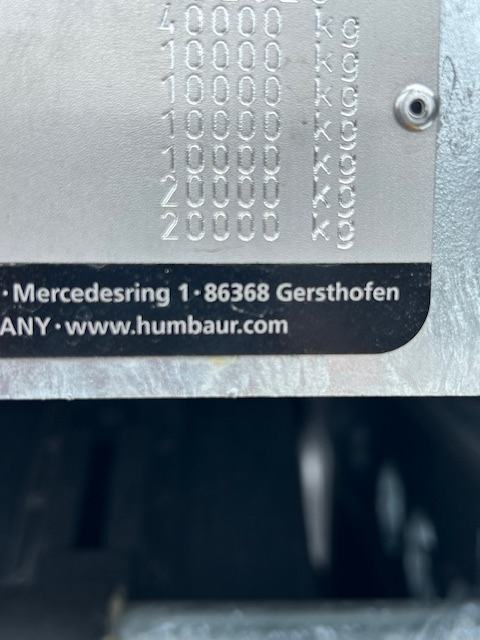 40000 kg
10000 kg
10000 kg
10000 kg
10000 kg
20000 kg
20000 kg
· Mercedesring 1 · 86368 Gersthofen
ANY · www.humbaur.com